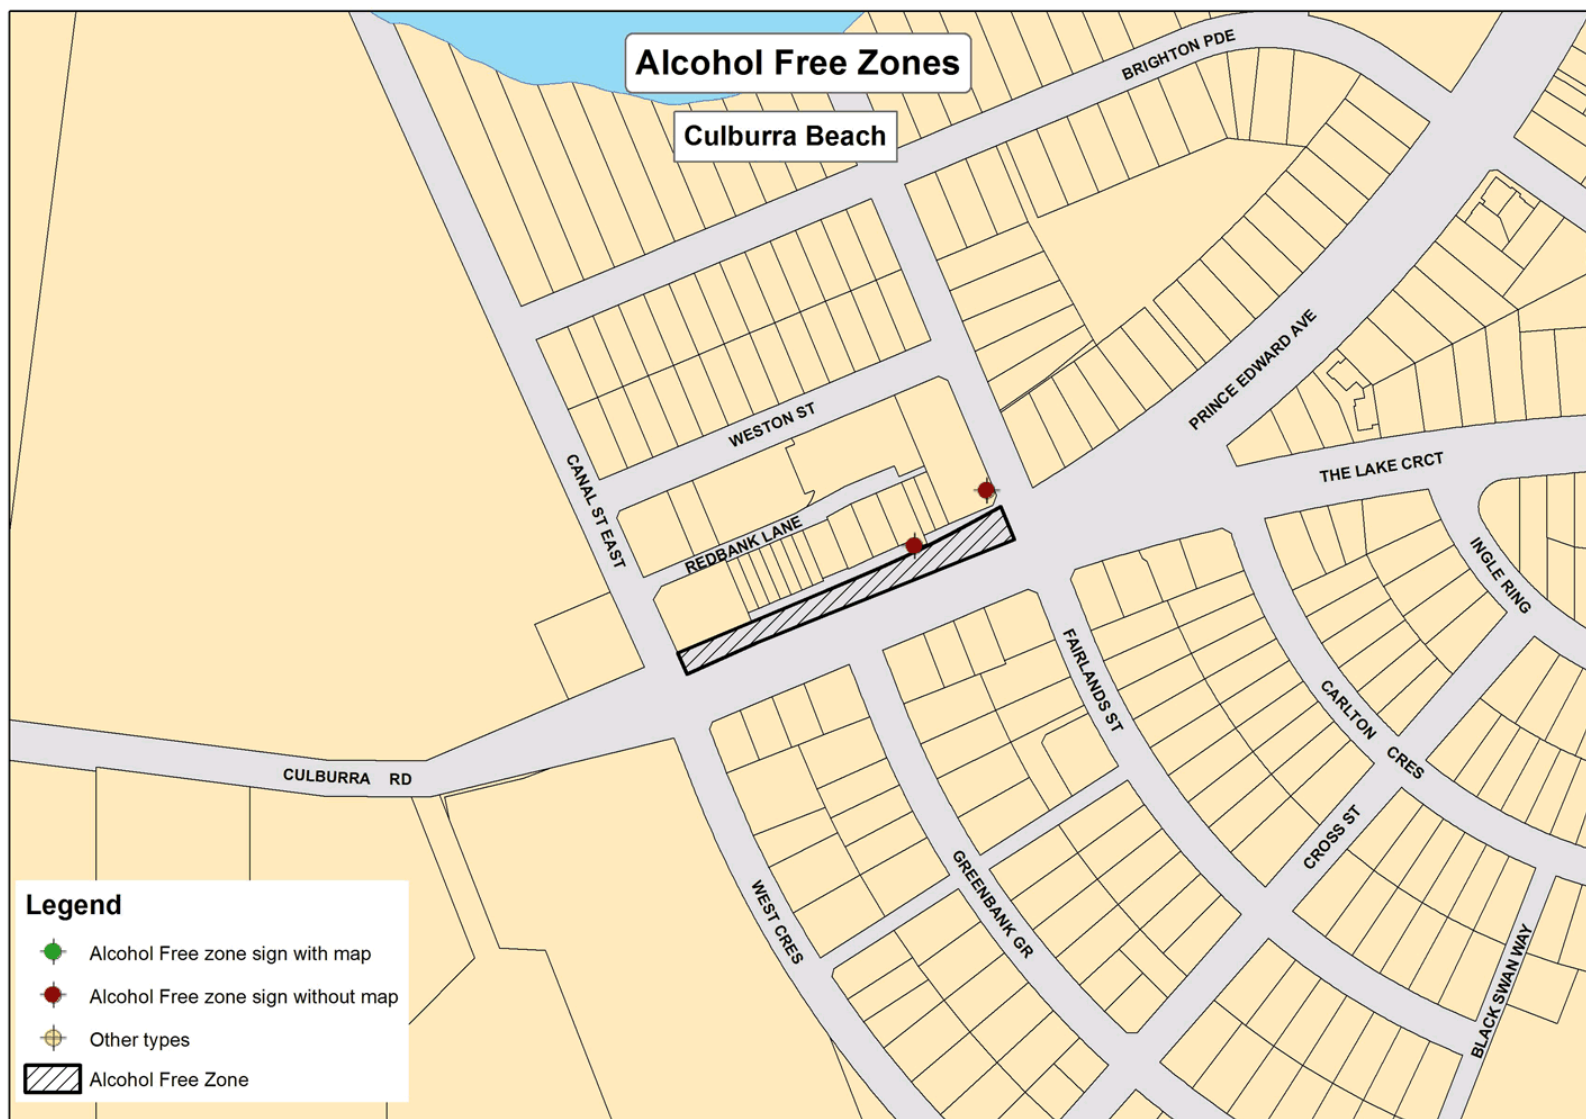 Alcohol Free Zones
Culburra Beach
BRIGHTON PDE
PRINCE EDWARD AVE
WESTON ST
THE LAKE CRCT
CANAL ST EAST
REDBANK LANE
INGLE RING
FAIRLANDS ST
CARLTON CRES
CULBURRA RD
CROSS ST
GREENBANK GR
WEST CRES
BLACK SWAN WAY
Legend
Alcohol Free zone sign with map
Alcohol Free zone sign without map
Other types
Alcohol Free Zone